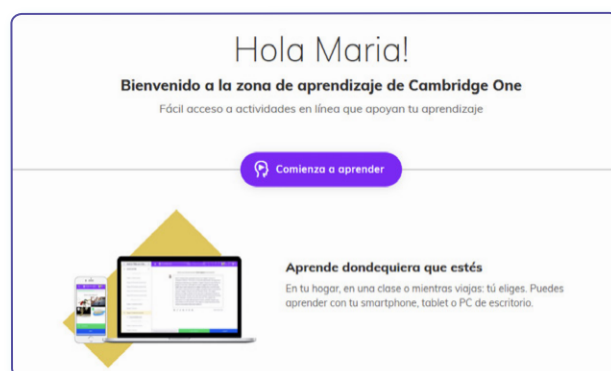 Hola Maria!
Bienvenido a la zona de aprendizaje de Cambridge One
Fácil acceso a actividades en línea que apoyan tu aprendizaje
Comienza a aprender
Aprende dondequiera que estés
En tu hogar, en una clase o mientras viajas: tú eliges. Puedes
aprender con tu smartphone, tablet o PC de escritorio.